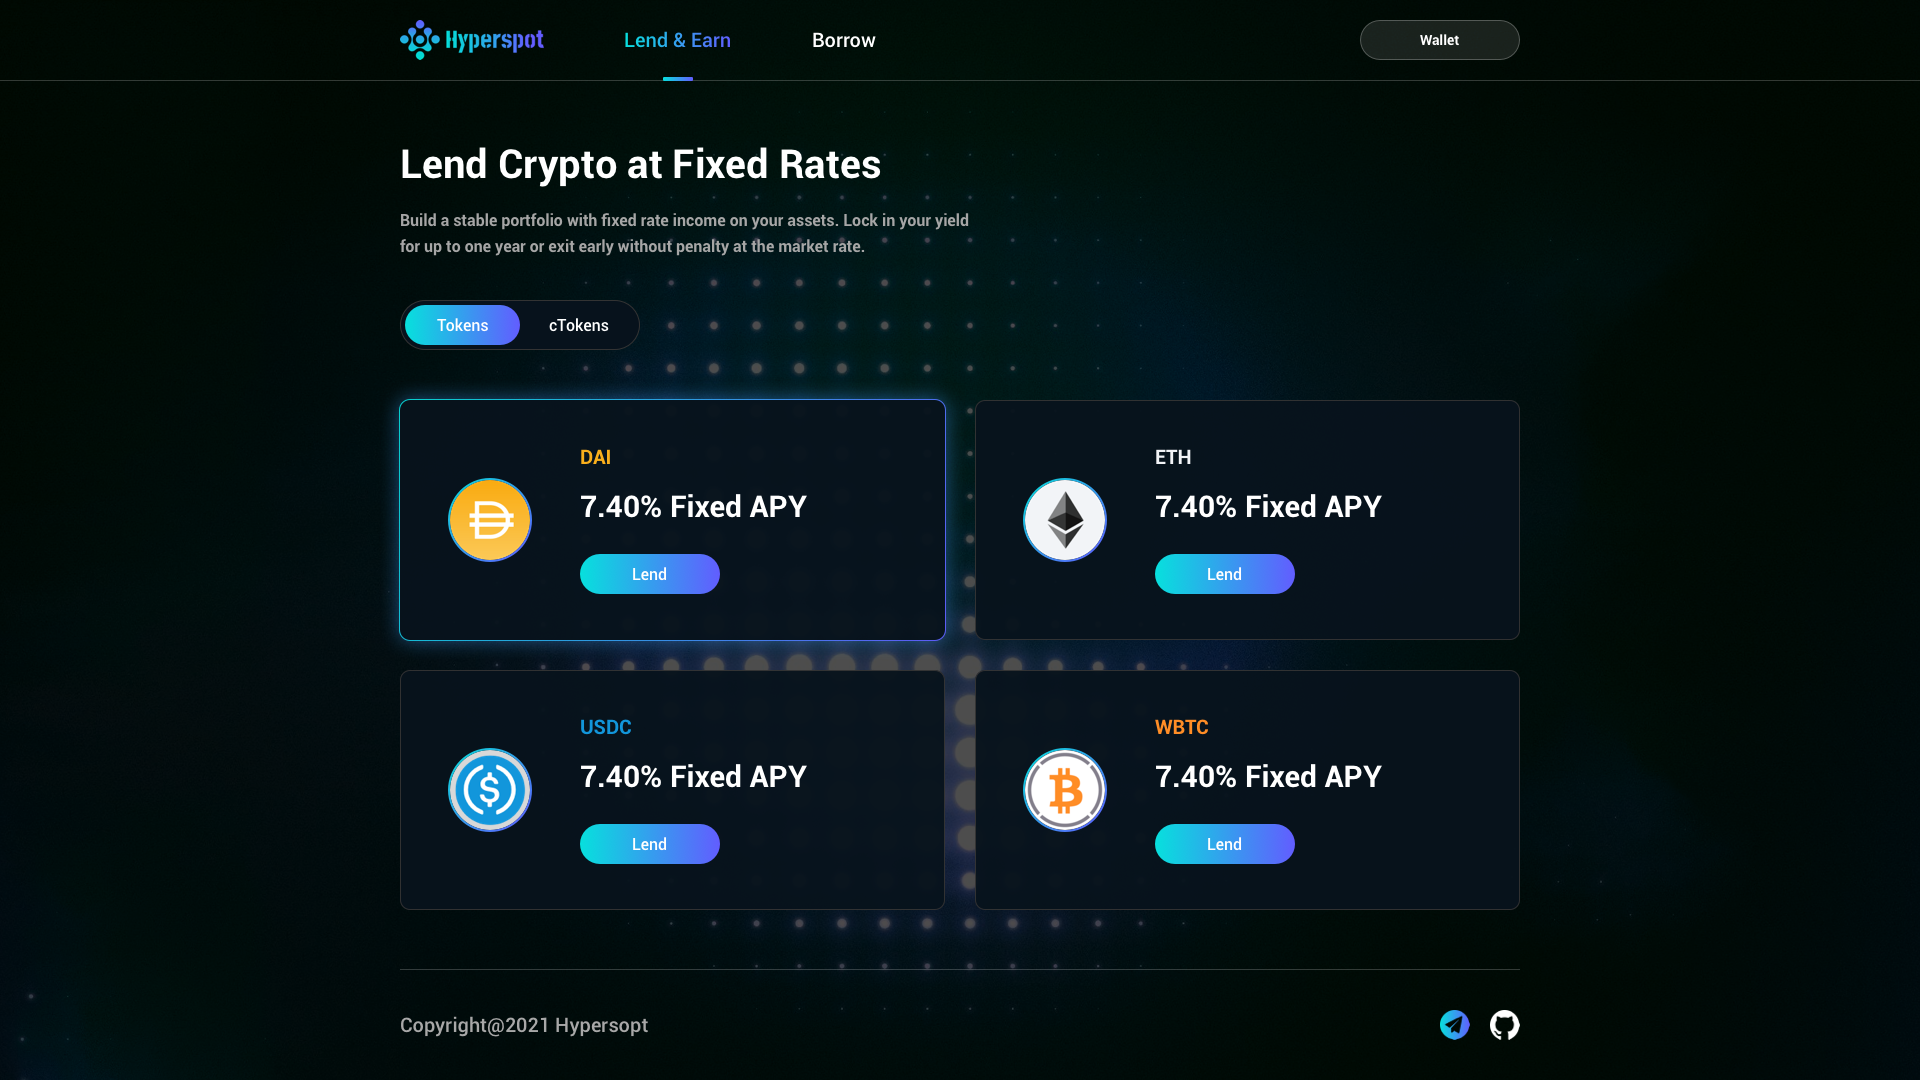 Hyperspot
Lend & Earn
Borrow
Wallet
Lend Crypto at Fixed Rates
Build a stable portfolio with fixed rate income on your assets. Lock in your yield
for up to one year or exit early without penalty at the market rate.
Tokens
cTokens
DAI
7.40% Fixed APY
Lend
ETH
7.40% Fixed APY
Lend
USDC
7.40% Fixed APY
Lend
WBTC
7.40% Fixed APY
Lend
Copyright@2021 Hypersopt